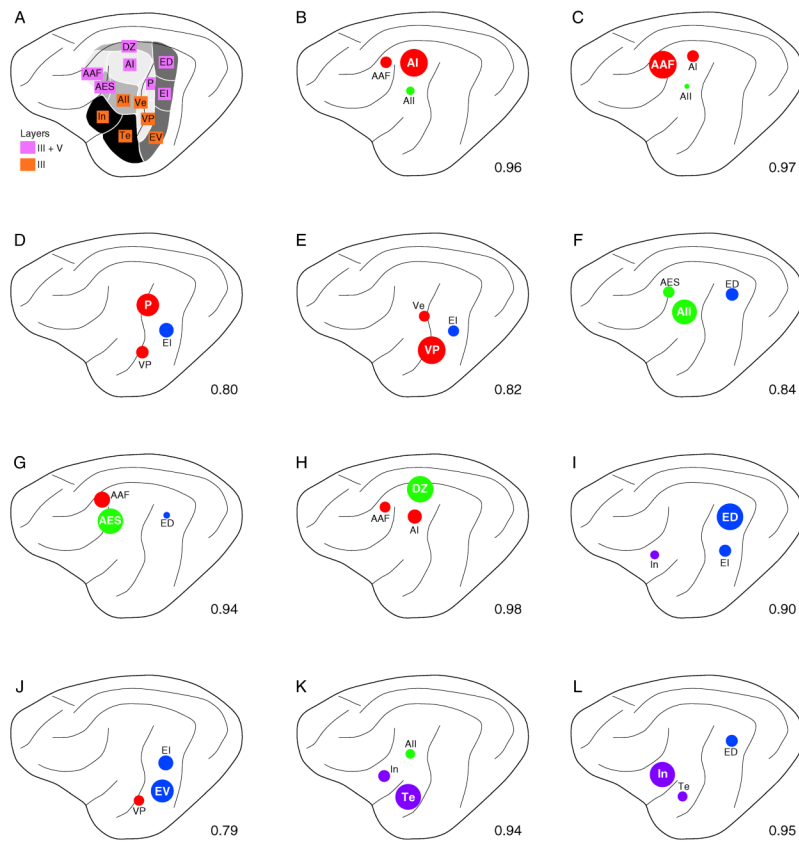 A
DZ
AI
ED
AAF
AES
P
EI
AII
Ve
In
VP
Te
EV
Layers
III + V
III
B
AI
AAF
AII
0.96
C
AAF
AI
AII
0.97
D
P
EI
VP
0.80
E
Ve
EI
VP
0.82
F
AES
ED
AII
0.84
G
AAF
AES
ED
0.94
H
DZ
AAF
AI
0.98
I
ED
In
EI
0.90
J
EI
EV
VP
0.79
K
AII
In
Te
0.94
L
ED
In
Te
0.95